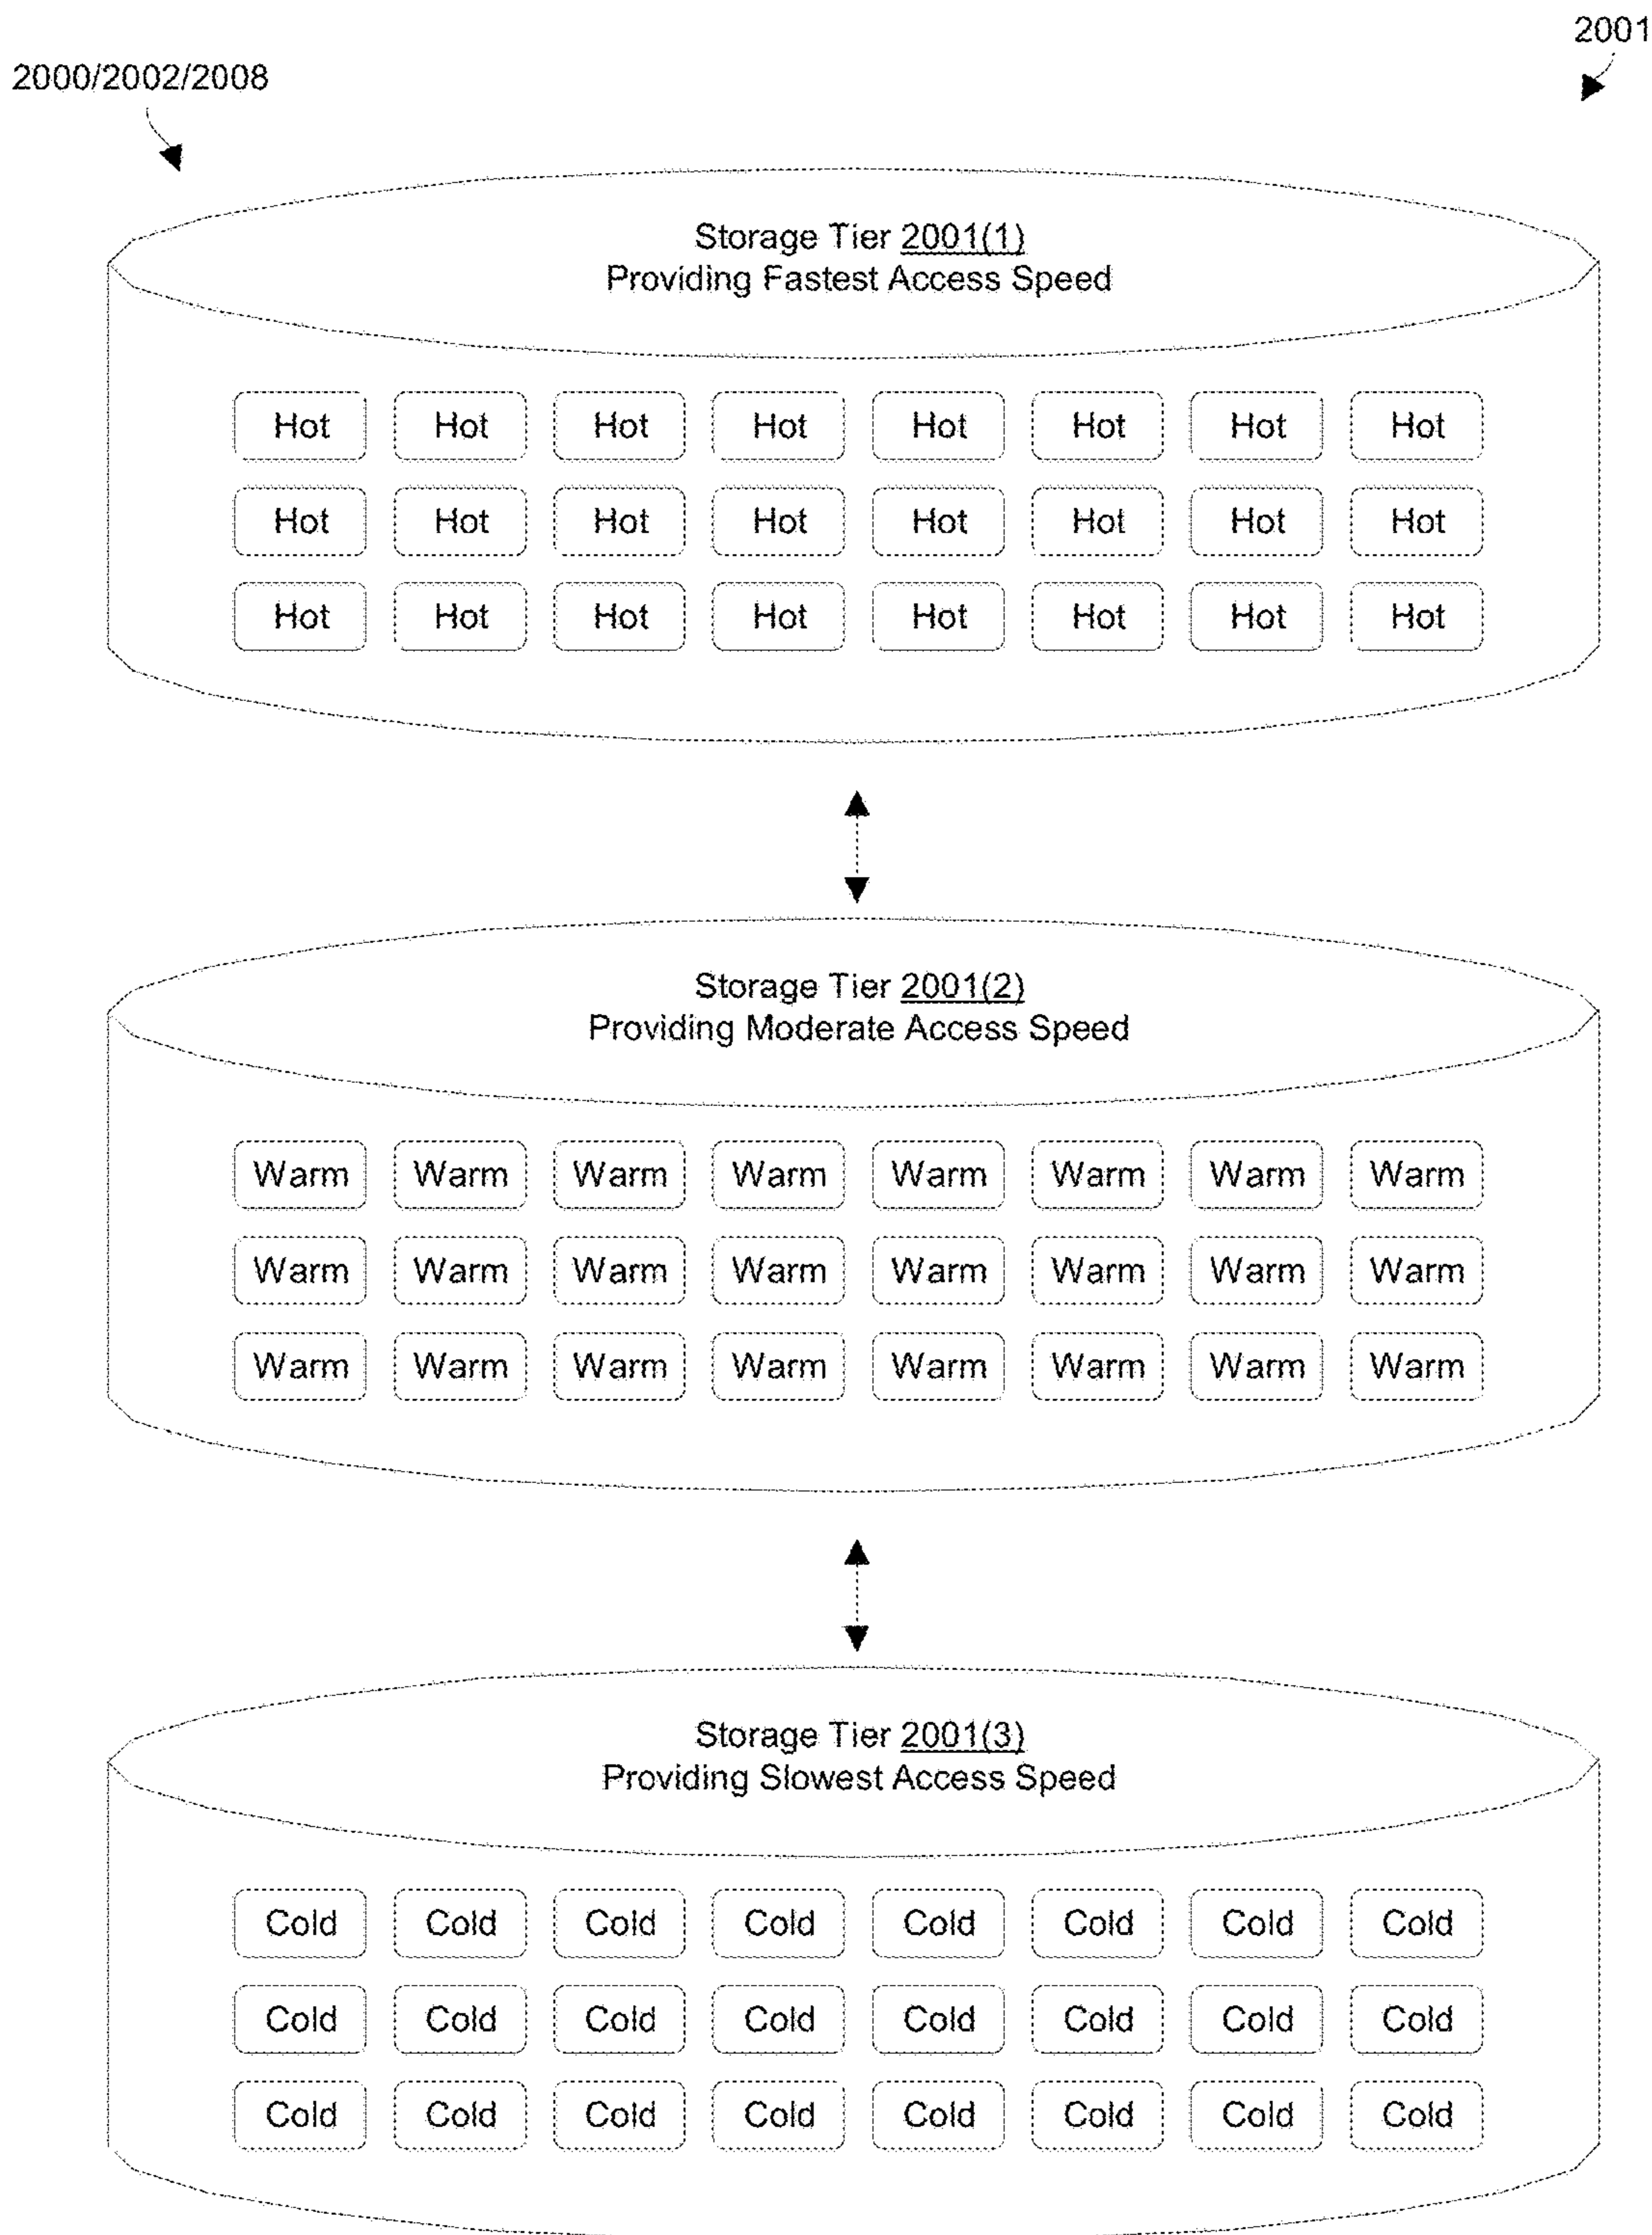 2001
2000/2002/2008
Storage Tier 2001(1)
Providing Fastest Access Speed
Hot Hot Hot Hot Hot Hot Hot Hot
Hot Hot Hot Hot Hot Hot Hot Hot
Hot Hot Hot Hot Hot Hot Hot Hot
Storage Tier 2001(2)
Providing Moderate Access Speed
Warm Warm Warm Warm Warm Warm Warm Warm
Warm Warm Warm Warm Warm Warm Warm Warm
Warm Warm Warm Warm Warm Warm Warm Warm
Storage Tier 2001(3)
Providing Slowest Access Speed
Cold Cold Cold Cold Cold Cold Cold Cold
Cold Cold Cold Cold Cold Cold Cold Cold
Cold Cold Cold Cold Cold Cold Cold Cold